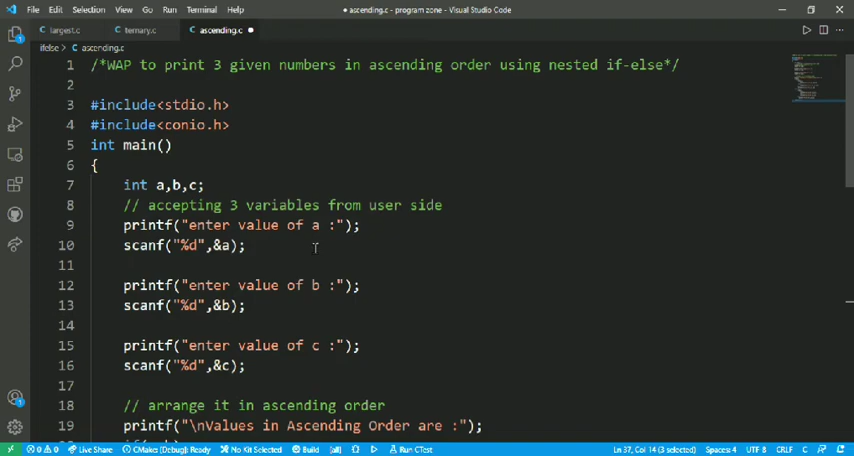 File Edit Selection View Go Run Terminal Help
● ascending.c - program zone - Visual Studio Code
C largest.c C ternary.c C ascending.c ●
ifelse > C ascending.c
1 /*WAP to print 3 given numbers in ascending order using nested if-else*/
2
3 #include<stdio.h>
4 #include<conio.h>
5 int main()
6 {
7 int a,b,c;
8 // accepting 3 variables from user side
9 printf("enter value of a :");
10 scanf("%d",&a);
11
12 printf("enter value of b :");
13 scanf("%d",&b);
14
15 printf("enter value of c :");
16 scanf("%d",&c);
17
18 // arrange it in ascending order
19 printf("\nValues in Ascending Order are :");
0 0 Live Share CMake: [Debug]: Ready No Kit Selected Build [all] Run CTest Ln 37, Col 14 (3 selected) Spaces: 4 UTF-8 CRLF C